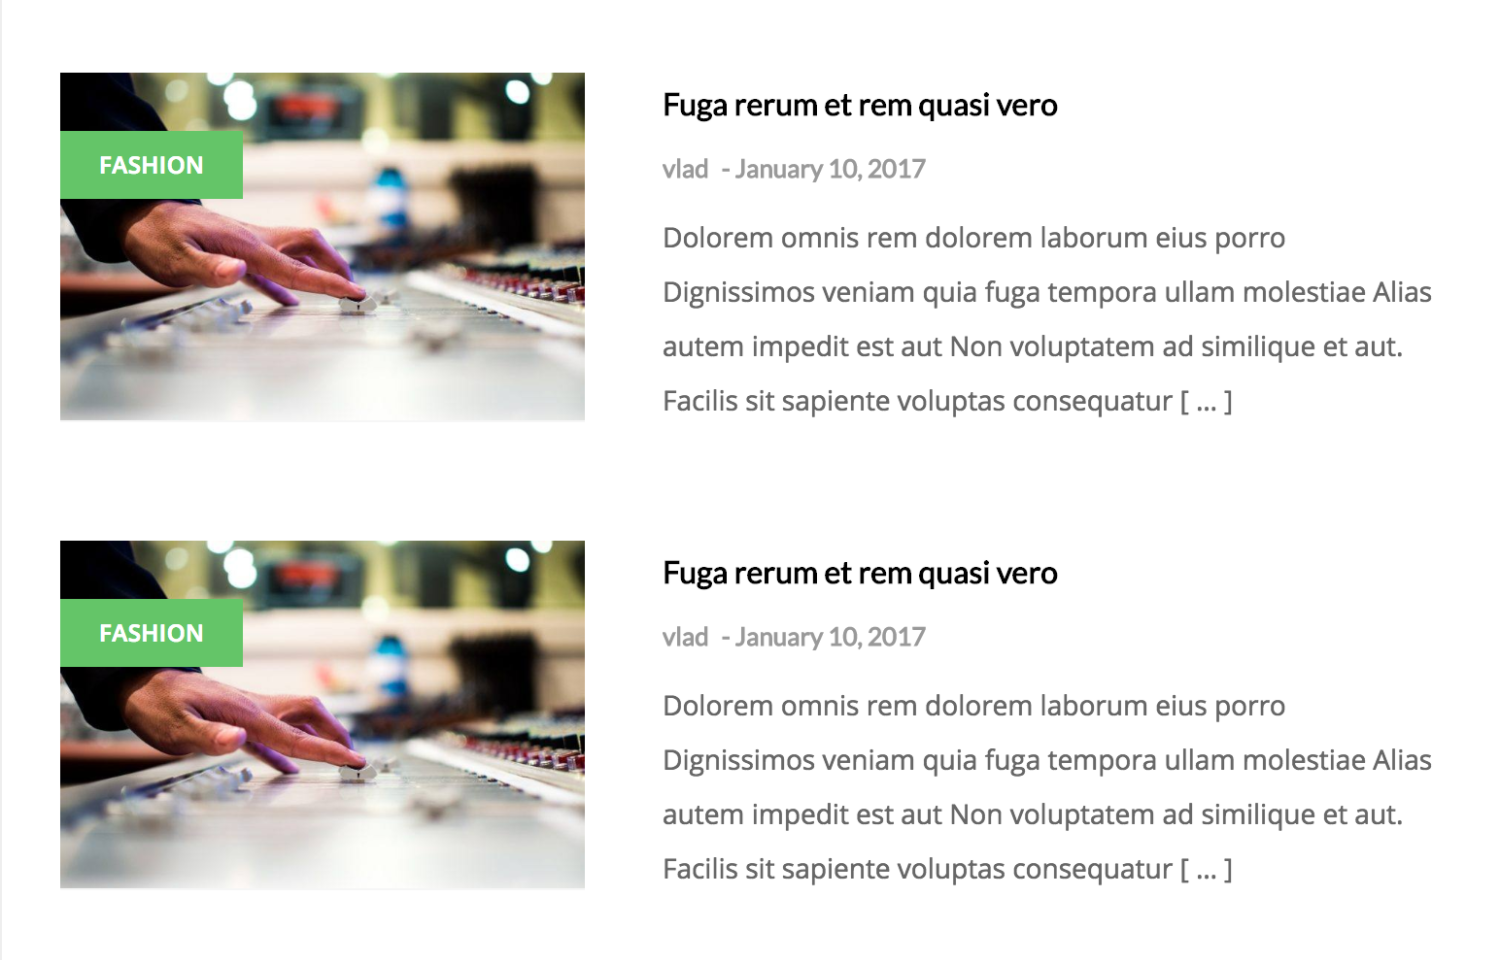 FASHION
Fuga rerum et rem quasi vero
vlad - January 10, 2017
Dolorem omnis rem dolorem laborum eius porro
Dignissimos veniam quia fuga tempora ullam molestiae Alias
autem impedit est aut Non voluptatem ad similique et aut.
Facilis sit sapiente voluptas consequatur [ ... ]
FASHION
Fuga rerum et rem quasi vero
vlad - January 10, 2017
Dolorem omnis rem dolorem laborum eius porro
Dignissimos veniam quia fuga tempora ullam molestiae Alias
autem impedit est aut Non voluptatem ad similique et aut.
Facilis sit sapiente voluptas consequatur [ ... ]